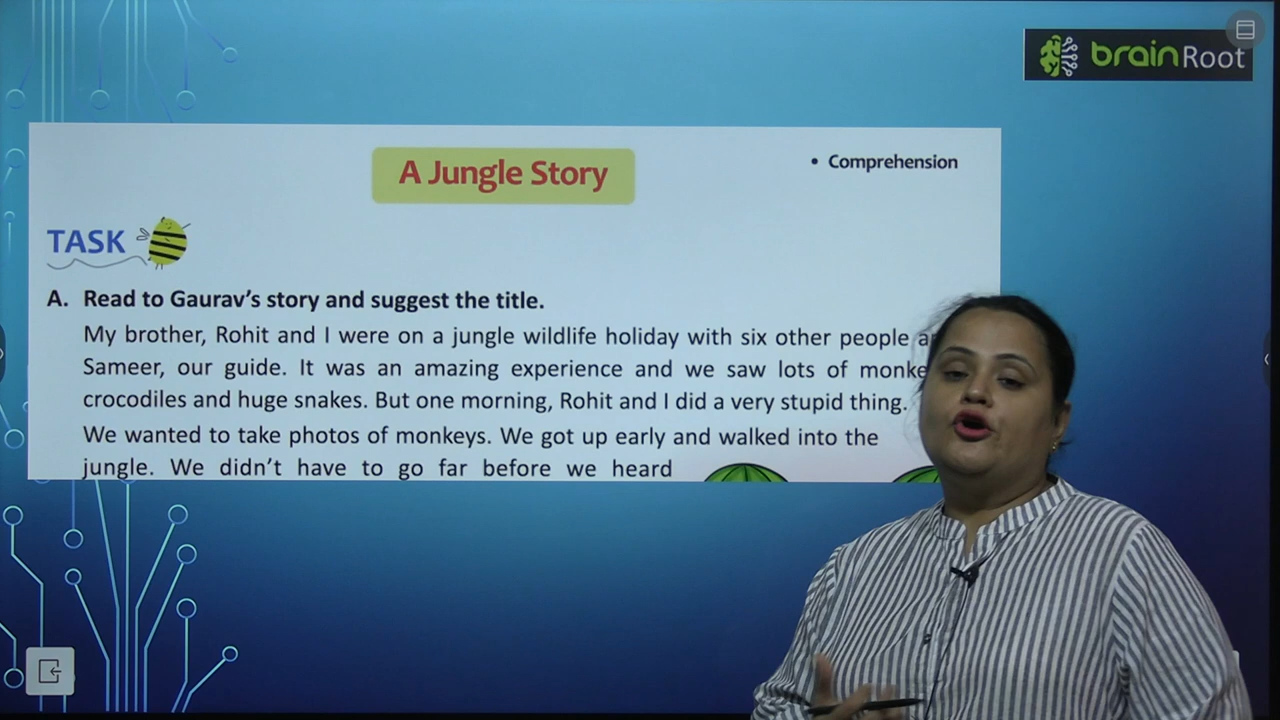 brainRoot
A Jungle Story
• Comprehension
TASK
A. Read to Gaurav's story and suggest the title.
My brother, Rohit and I were on a jungle wildlife holiday with six other people
Sameer, our guide. It was an amazing experience and we saw lots of
crocodiles and huge snakes. But one morning, Rohit and I did a very stupid thing.
We wanted to take photos of monkeys. We got up early and walked into the
jungle. We didn't have to go far before we heard